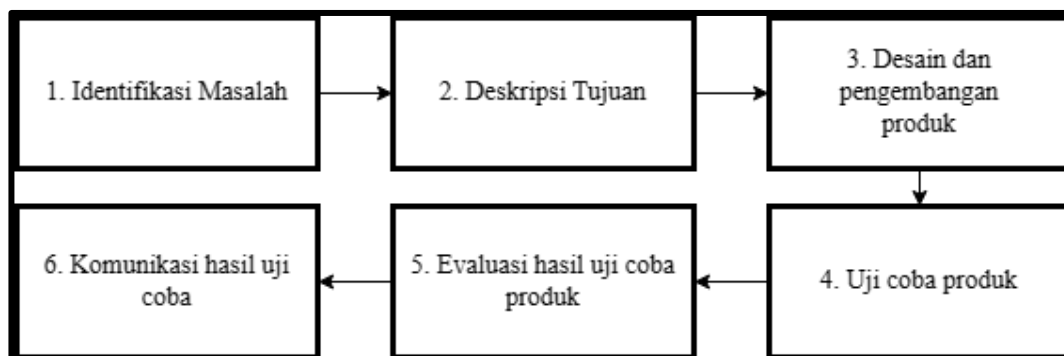 1. Identifikasi Masalah
2. Deskripsi Tujuan
3. Desain dan
pengembangan
produk
4. Uji coba produk
5. Evaluasi hasil uji coba
produk
6. Komunikasi hasil uji
coba